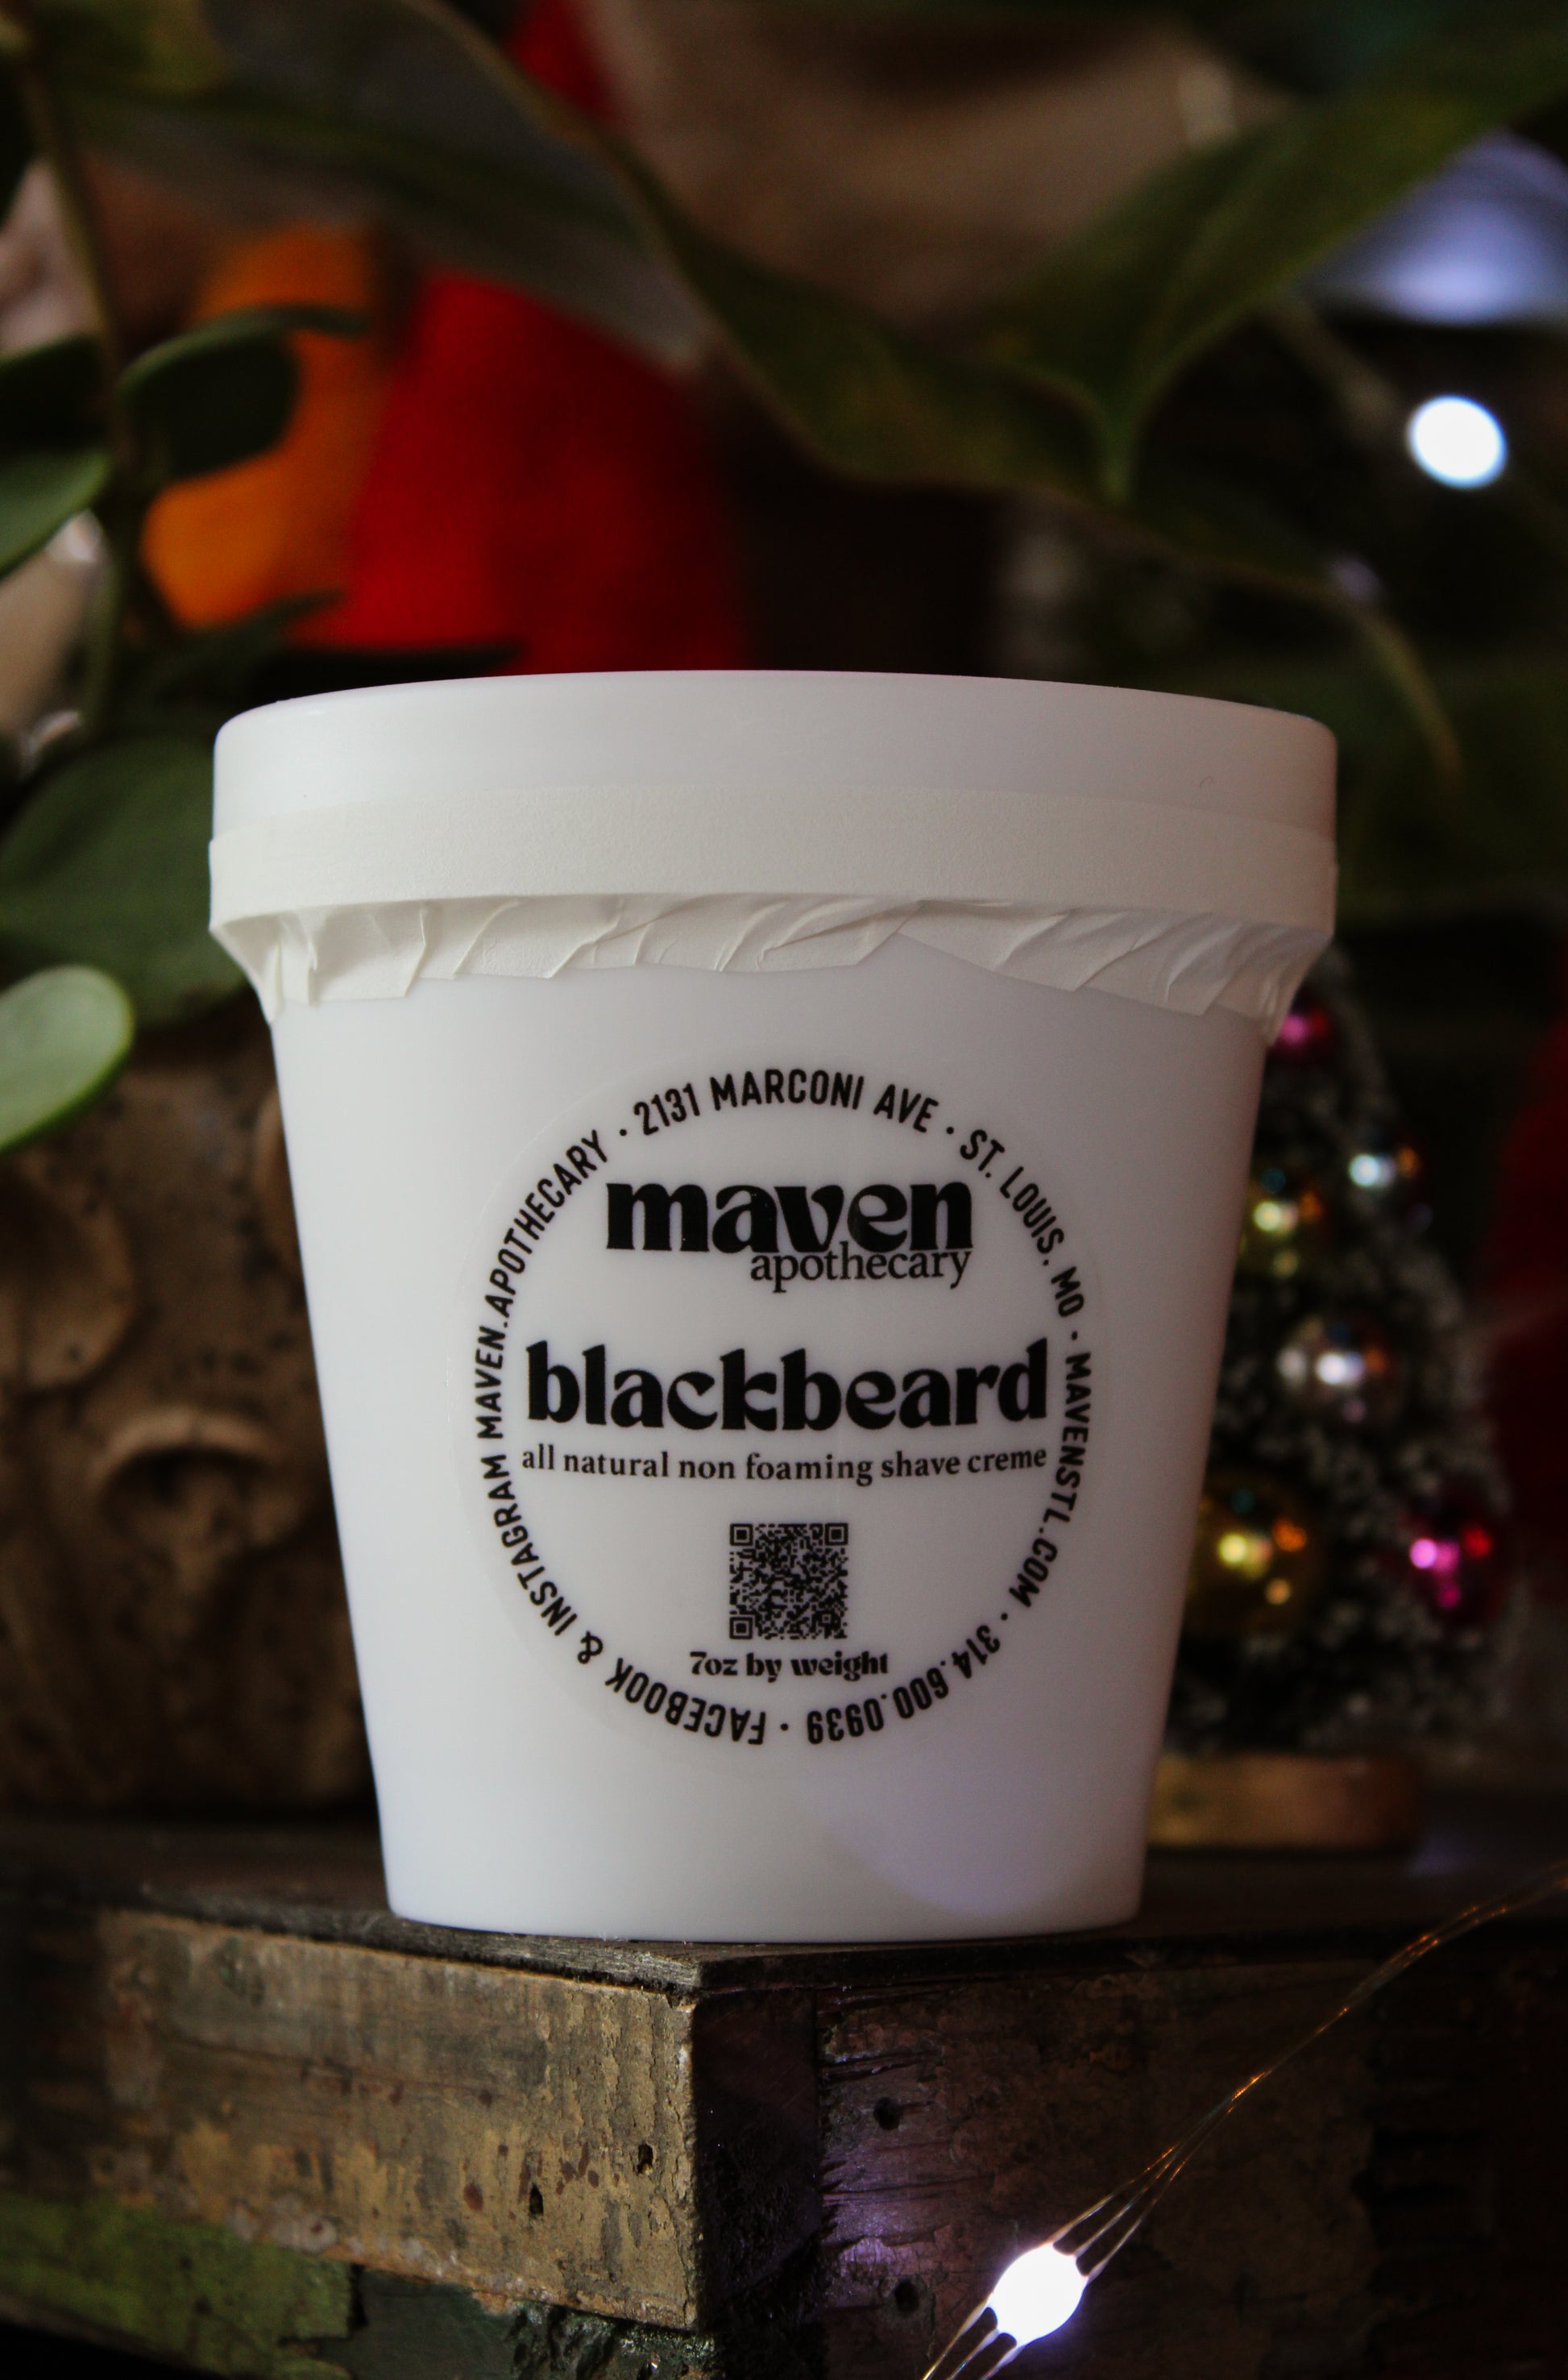 2131 MARCONI AVE · ST. LOUIS, MO · MAVENSTL.COM · 314.600.0939 · FACEBOOK & INSTAGRAM MAVEN.APOTHECARY ·
maven
apothecary
blackbeard
all natural non foaming shave creme
7oz by weight